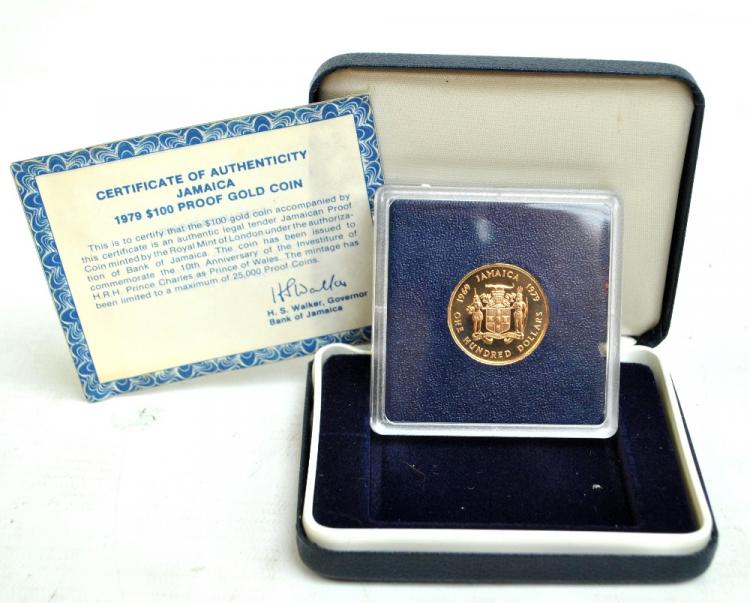 CERTIFICATE OF AUTHENTICITY
JAMAICA
1979 $100 PROOF GOLD COIN
This is to certify that the $100 gold coin accompanied by
this certificate is an authentic legal tender Jamaican Proof
Coin minted by the Royal Mint of London under the authoriza-
tion of Bank of Jamaica. The coin has been issued to
commemorate the 10th Anniversary of the Investiture of
H.R.H. Prince Charles as Prince of Wales. The mintage has
been limited to a maximum of 25,000 Proof Coins.
HSWalker
H. S. Walker, Governor
Bank of Jamaica
1969 JAMAICA 1979
ONE HUNDRED DOLLARS